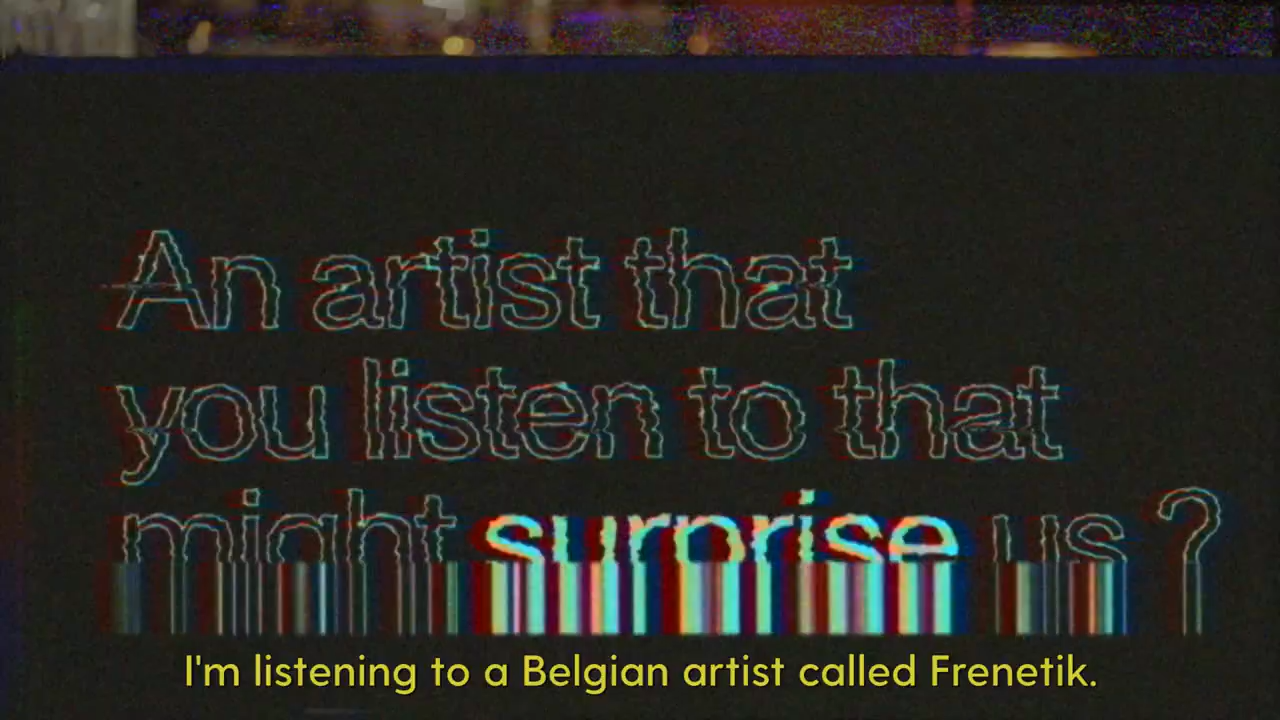 An artist that
you listen to that
might surprise us ?
I'm listening to a Belgian artist called Frenetik.